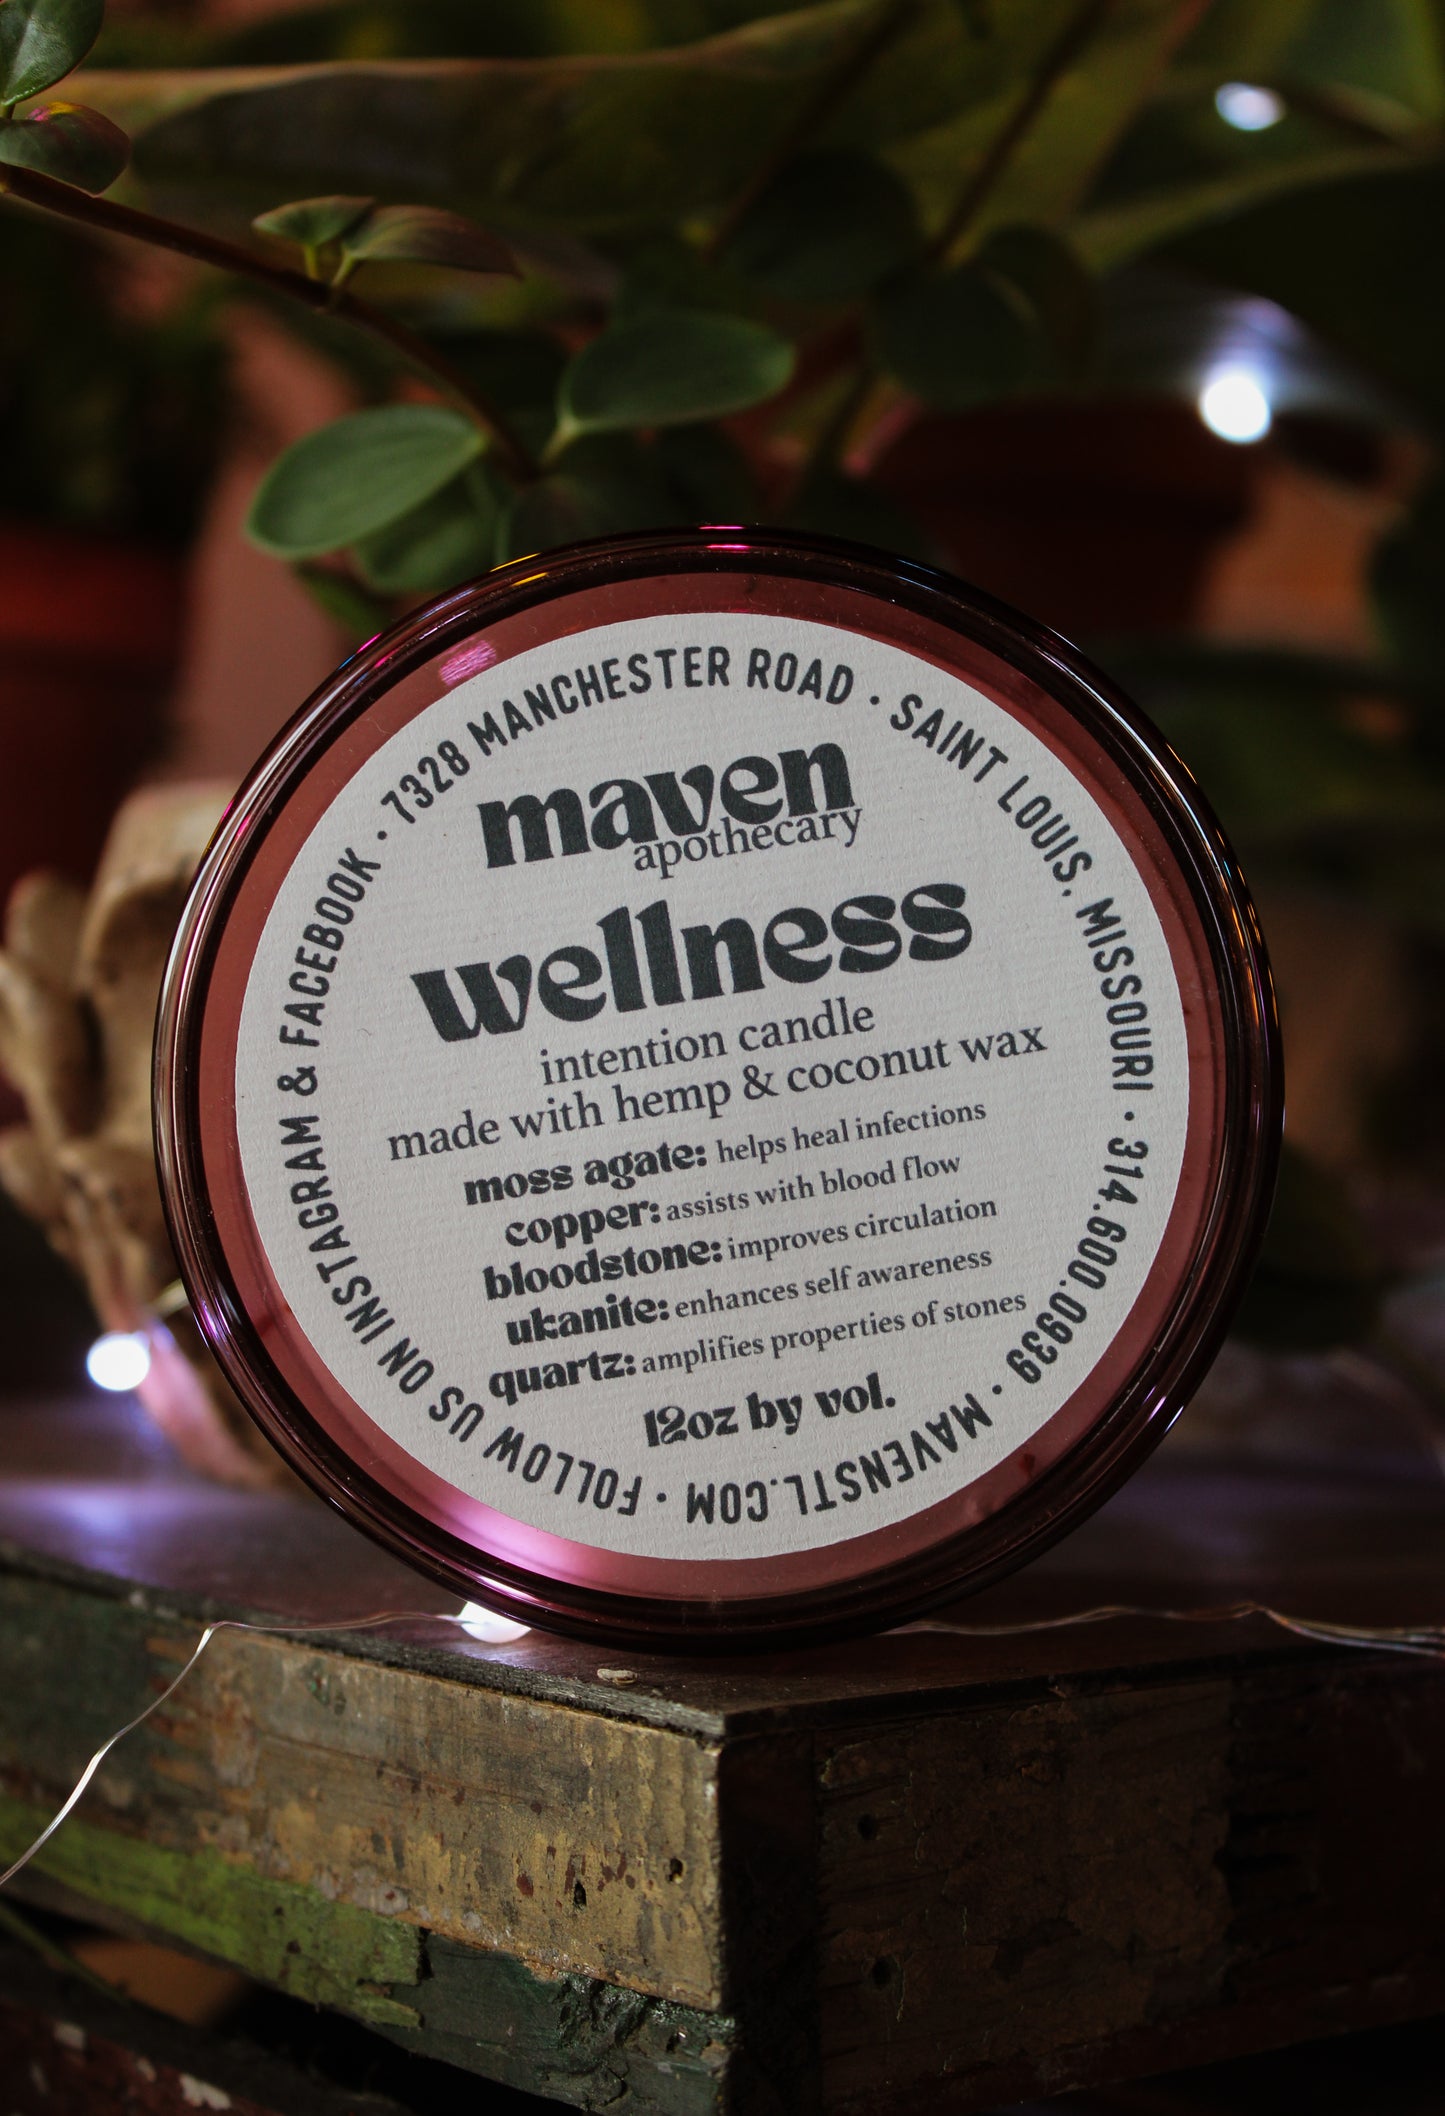 7328 MANCHESTER ROAD · SAINT LOUIS, MISSOURI · 314.600.0939 · MAVENSTL.COM · FOLLOW US ON INSTAGRAM & FACEBOOK ·
maven
apothecary
wellness
intention candle
made with hemp & coconut wax
moss agate: helps heal infections
copper: assists with blood flow
bloodstone: improves circulation
ukanite: enhances self awareness
quartz: amplifies properties of stones
12oz by vol.